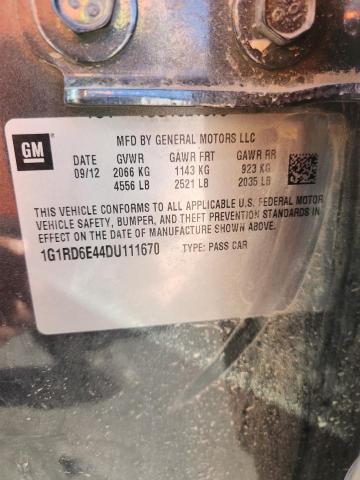 GM
MFD BY GENERAL MOTORS LLC
DATE GVWR GAWR FRT GAWR RR
09/12 2066 KG 1143 KG 923 KG
4556 LB 2521 LB 2035 LB
THIS VEHICLE CONFORMS TO ALL APPLICABLE U.S. FEDERAL MOTOR
VEHICLE SAFETY, BUMPER, AND THEFT PREVENTION STANDARDS IN
EFFECT ON THE DATE OF MANUFACTURE SHOWN ABOVE.
1G1RD6E44DU111670 TYPE: PASS CAR